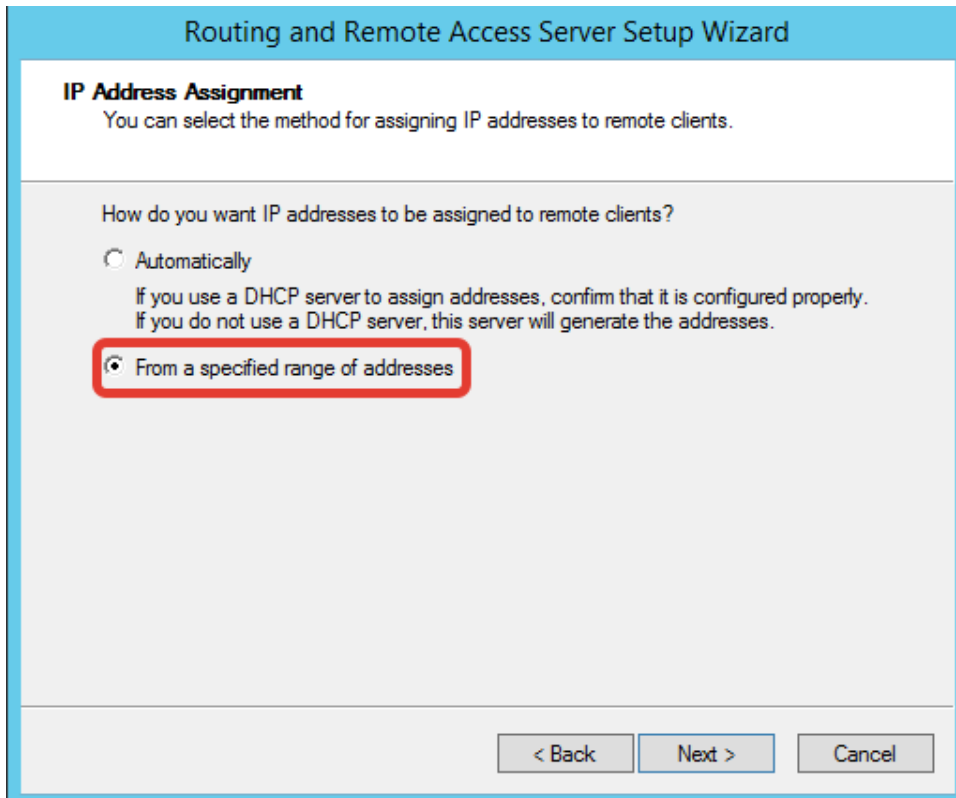 Routing and Remote Access Server Setup Wizard
IP Address Assignment
You can select the method for assigning IP addresses to remote clients.
How do you want IP addresses to be assigned to remote clients?
Automatically
If you use a DHCP server to assign addresses, confirm that it is configured properly.
If you do not use a DHCP server, this server will generate the addresses.
From a specified range of addresses
< Back
Next >
Cancel